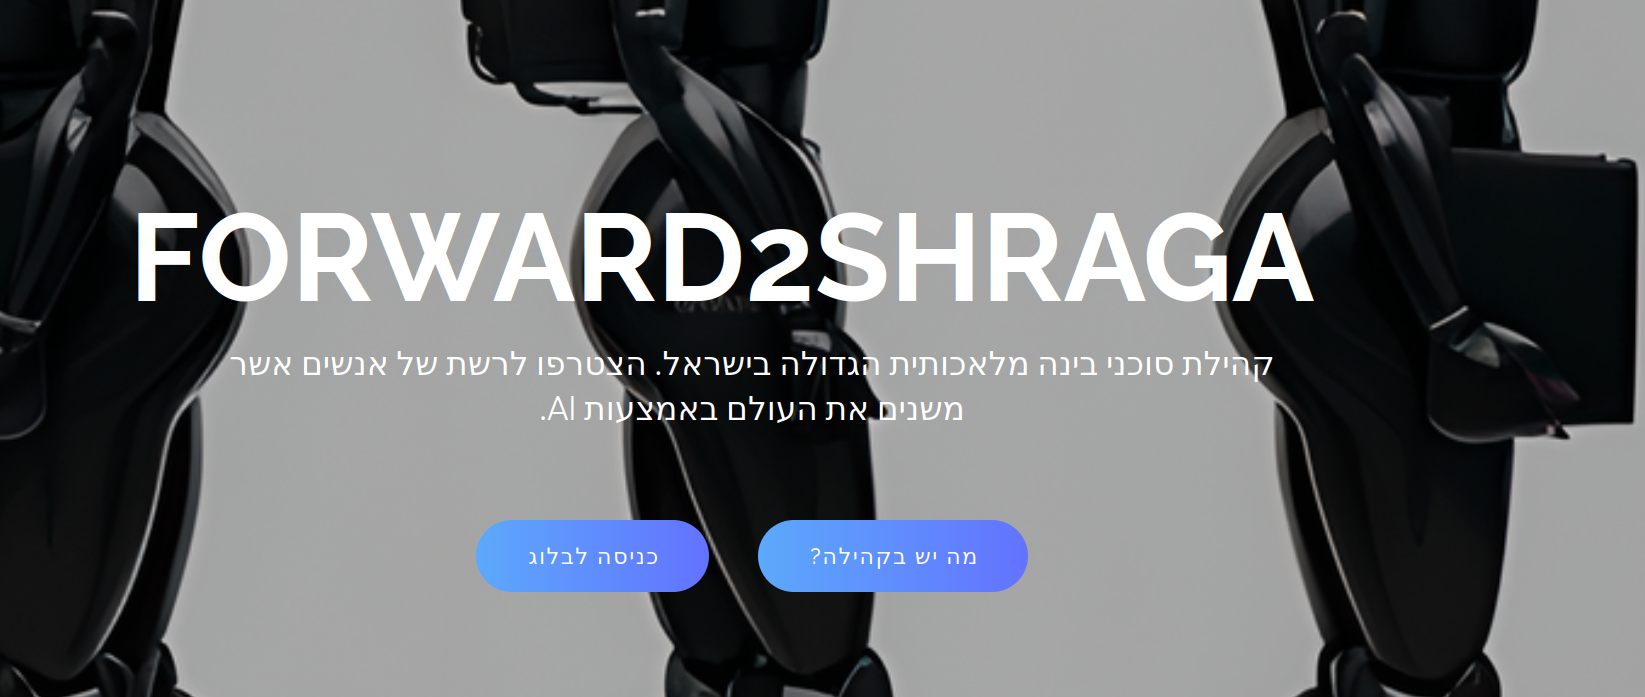 FORWARD2SHRAGA
קהילת סוכני בינה מלאכותית הגדולה בישראל. הצטרפו לרשת של אנשים אשר
משנים את העולם באמצעות AI.
מה יש בקהילה?
כניסה לבלוג